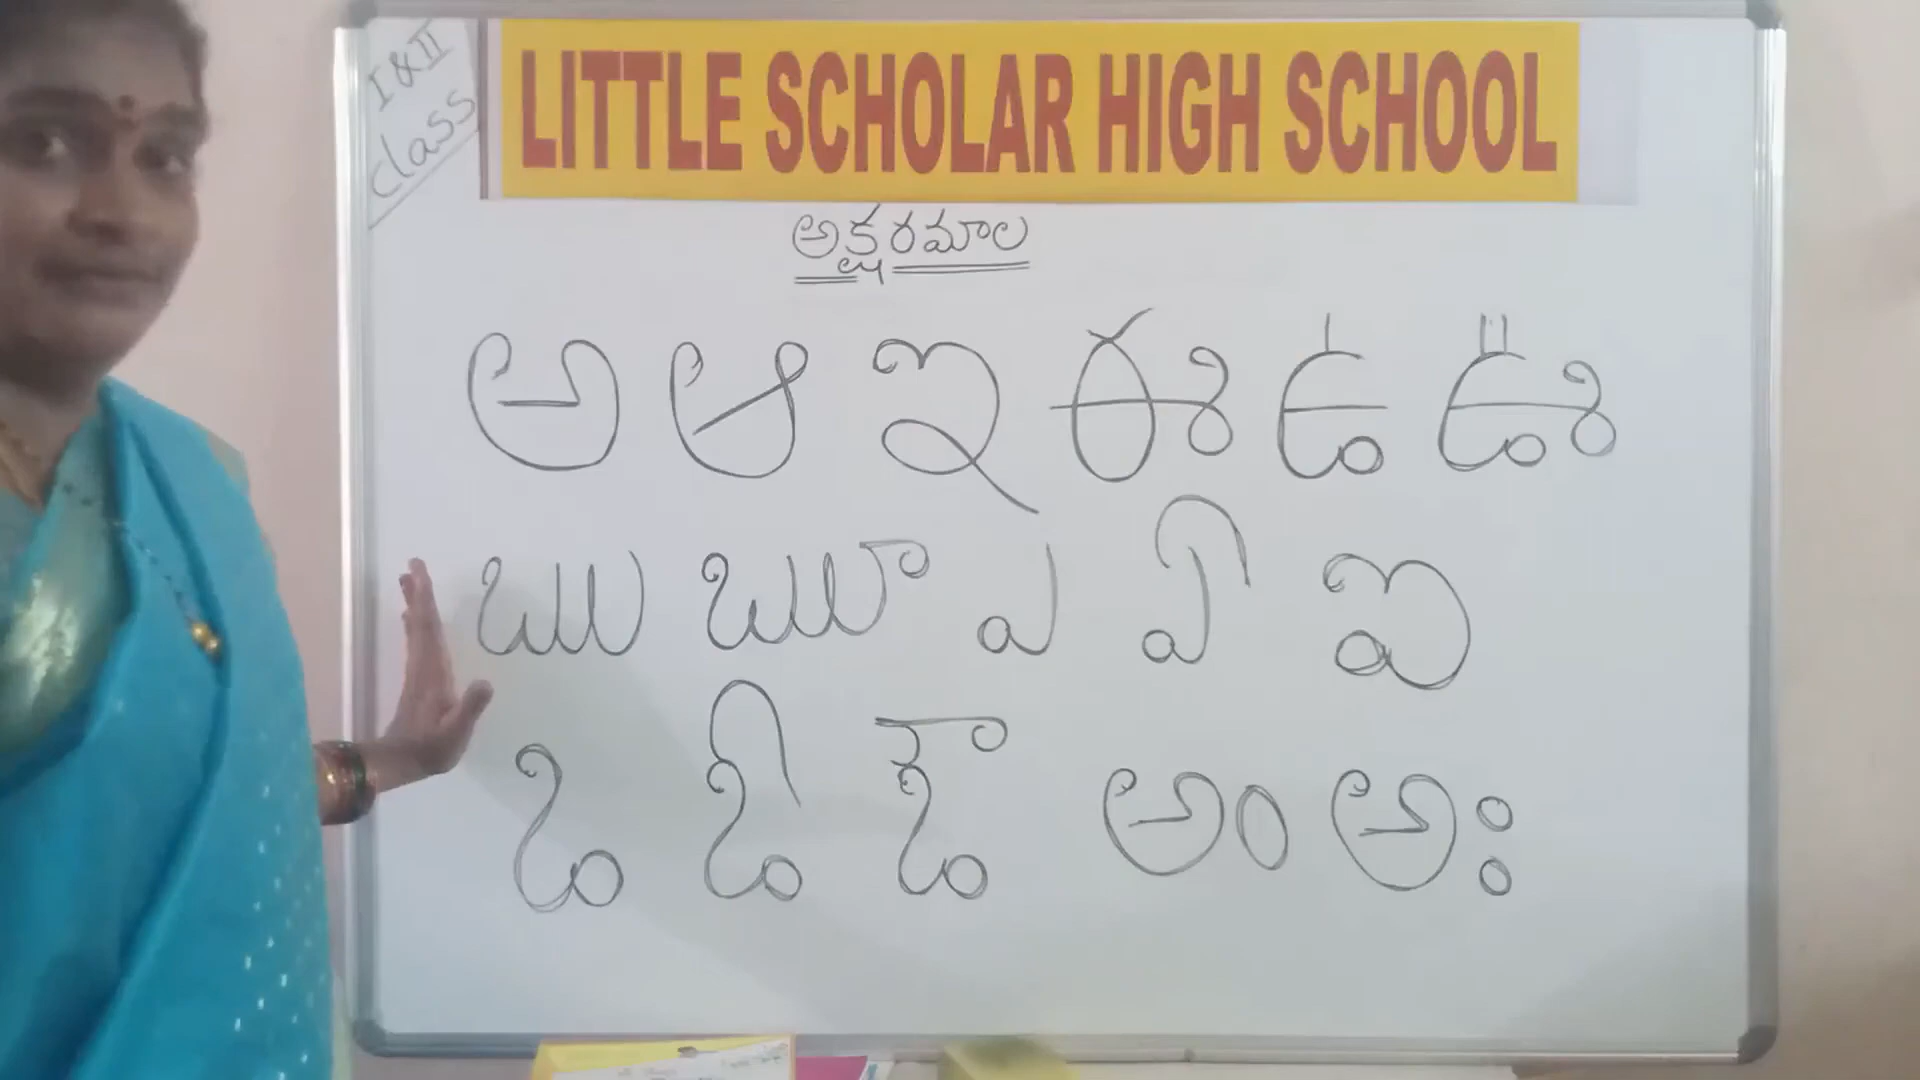 I & II
class
LITTLE SCHOLAR HIGH SCHOOL
అక్షరమాల
అ ఆ ఇ ఈ ఉ ఊ
ఋ ౠ ఎ ఏ ఐ
ఒ ఓ ఔ అం అః